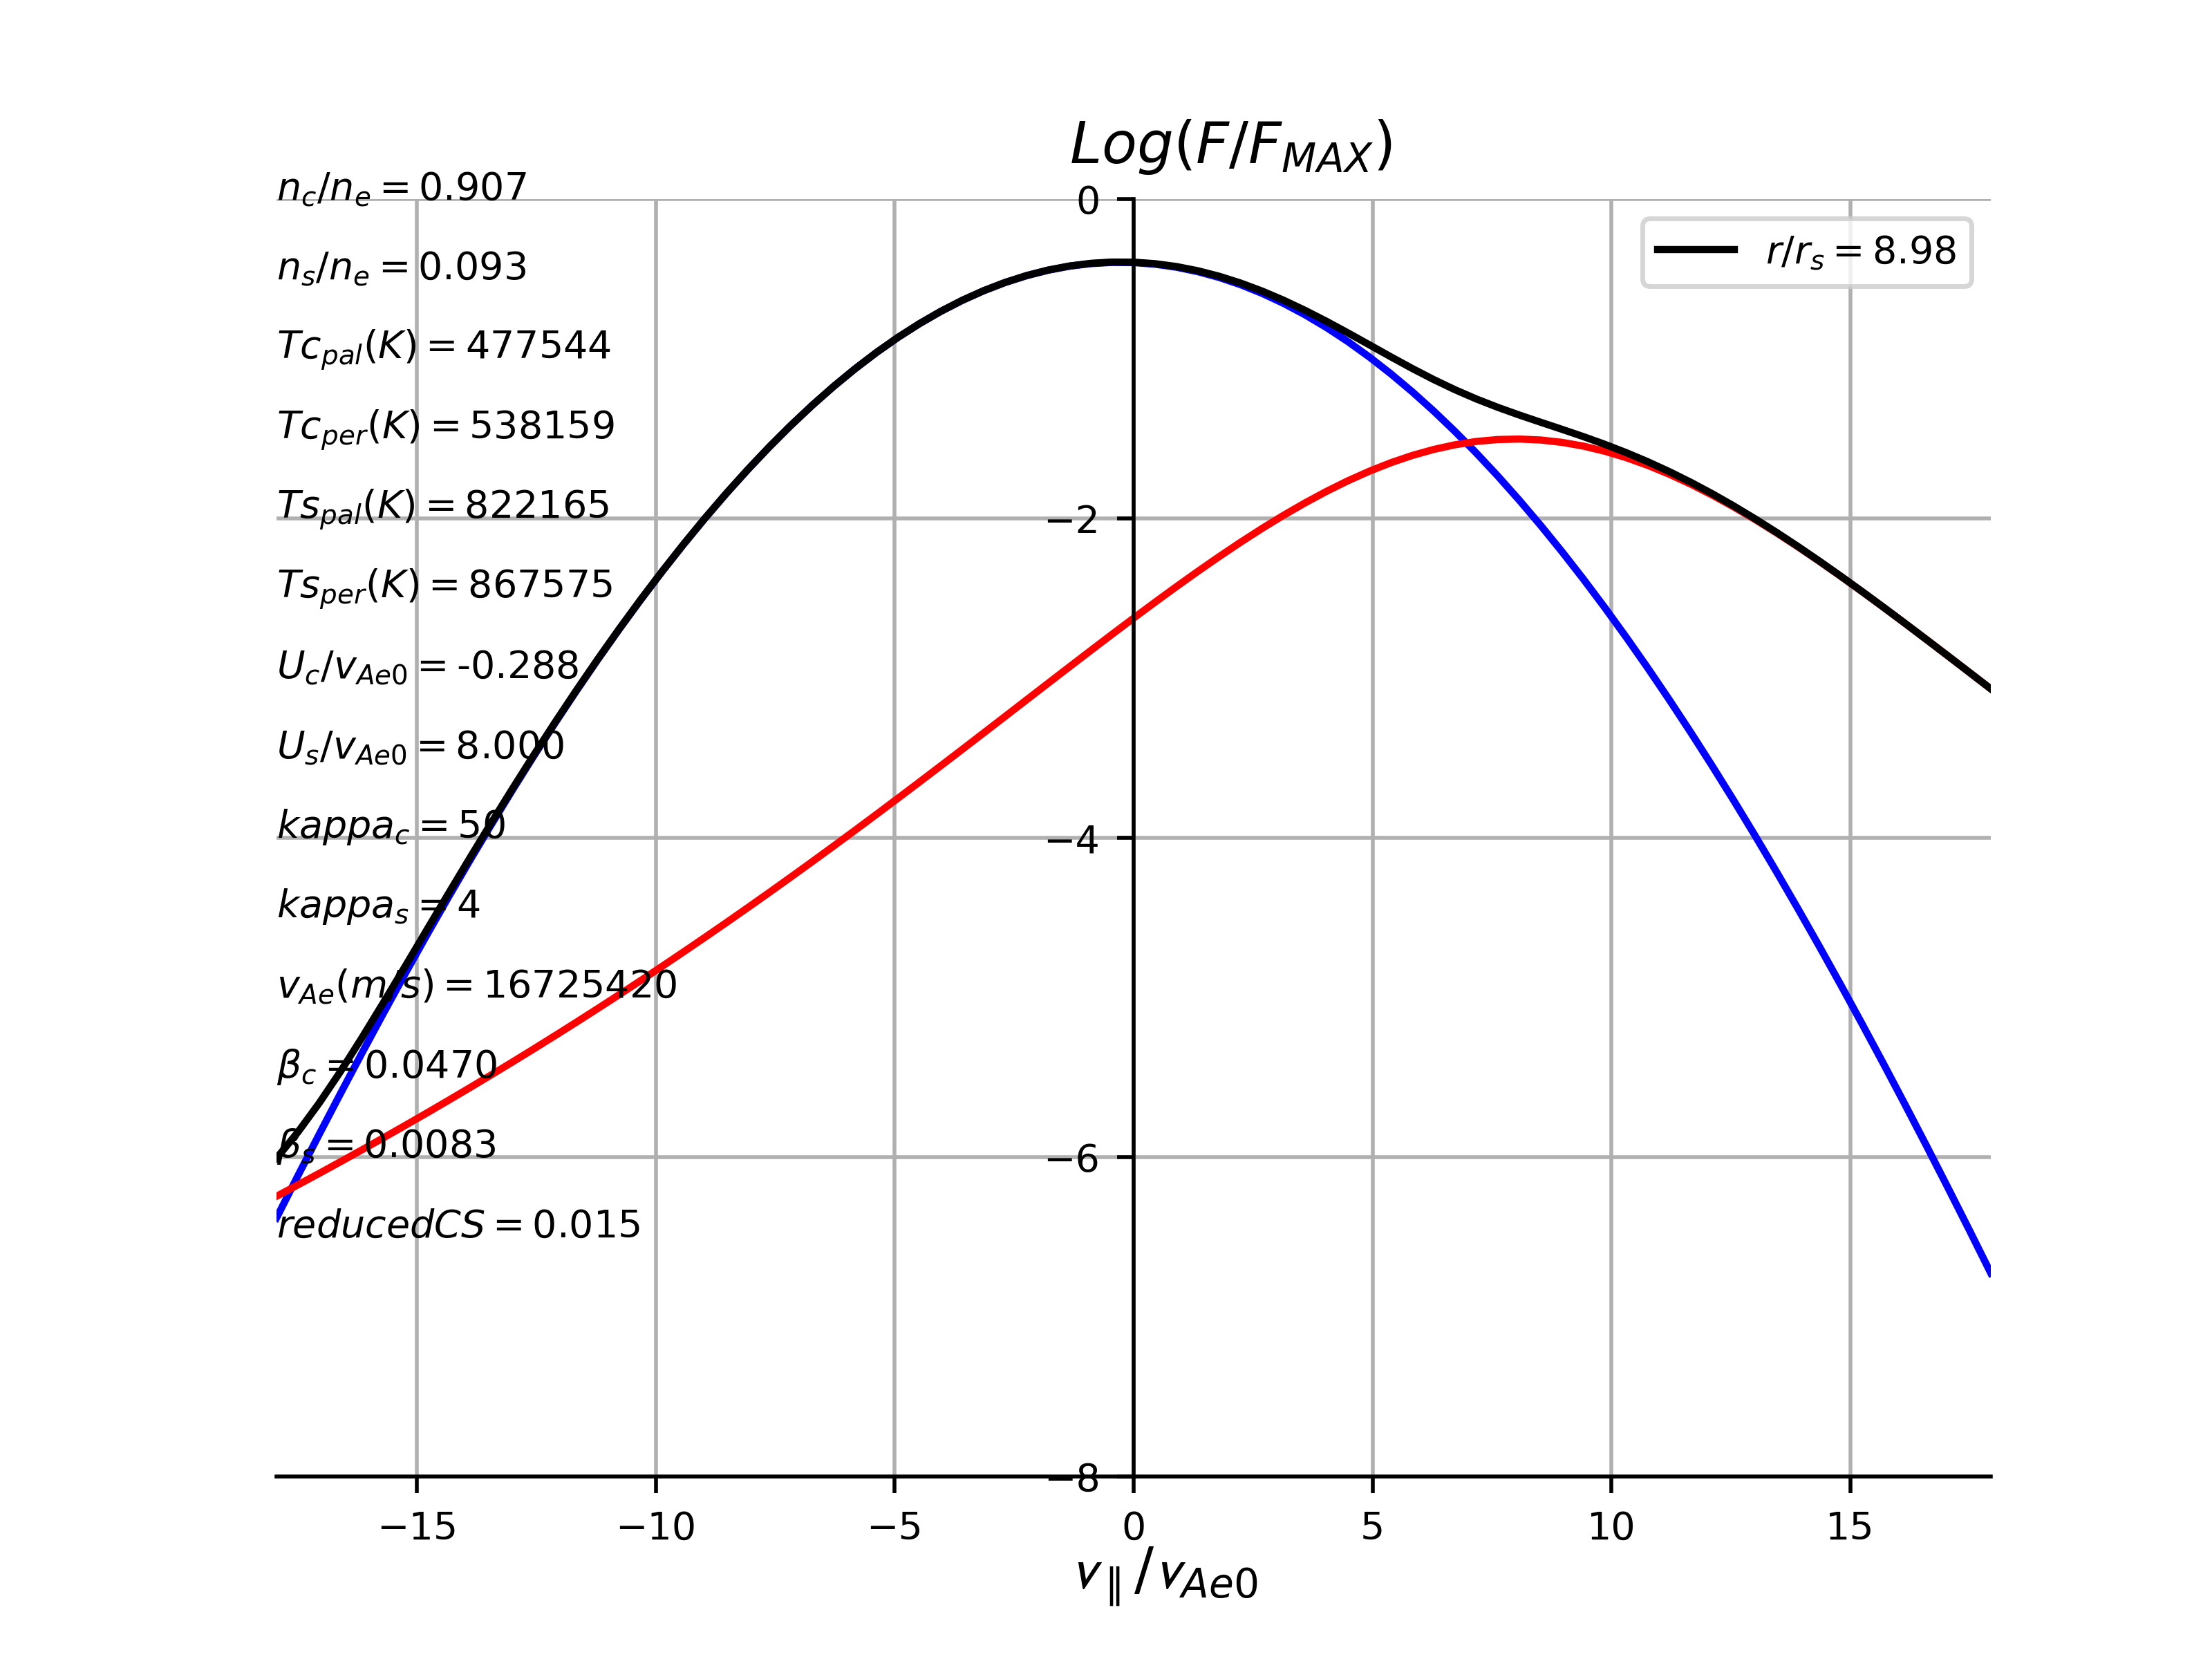 Log(F/F_MAX)
n_c/n_e = 0.907
n_s/n_e = 0.093
Tc_pal(K) = 477544
Tc_per(K) = 538159
Ts_pal(K) = 822165
Ts_per(K) = 867575
U_c/v_Ae0 = -0.288
U_s/v_Ae0 = 8.000
kappa_c = 50
kappa_s = 4
v_Ae(m/s) = 16725420
β_c = 0.0470
β_s = 0.0083
reducedCS = 0.015
r/r_s = 8.98
0
−2
−4
−6
−8
−15 −10 −5 0 5 10 15
v_∥/v_Ae0